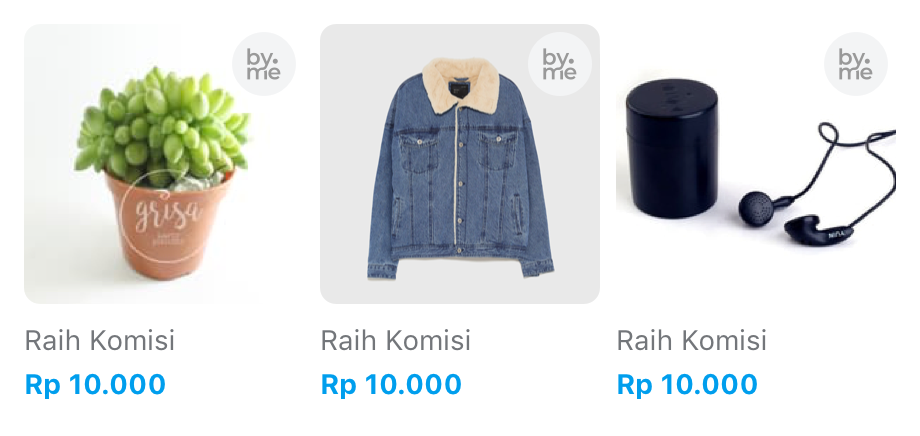 by.
me
by.
me
by.
me
grisa
Raih Komisi
Raih Komisi
Raih Komisi
Rp 10.000
Rp 10.000
Rp 10.000